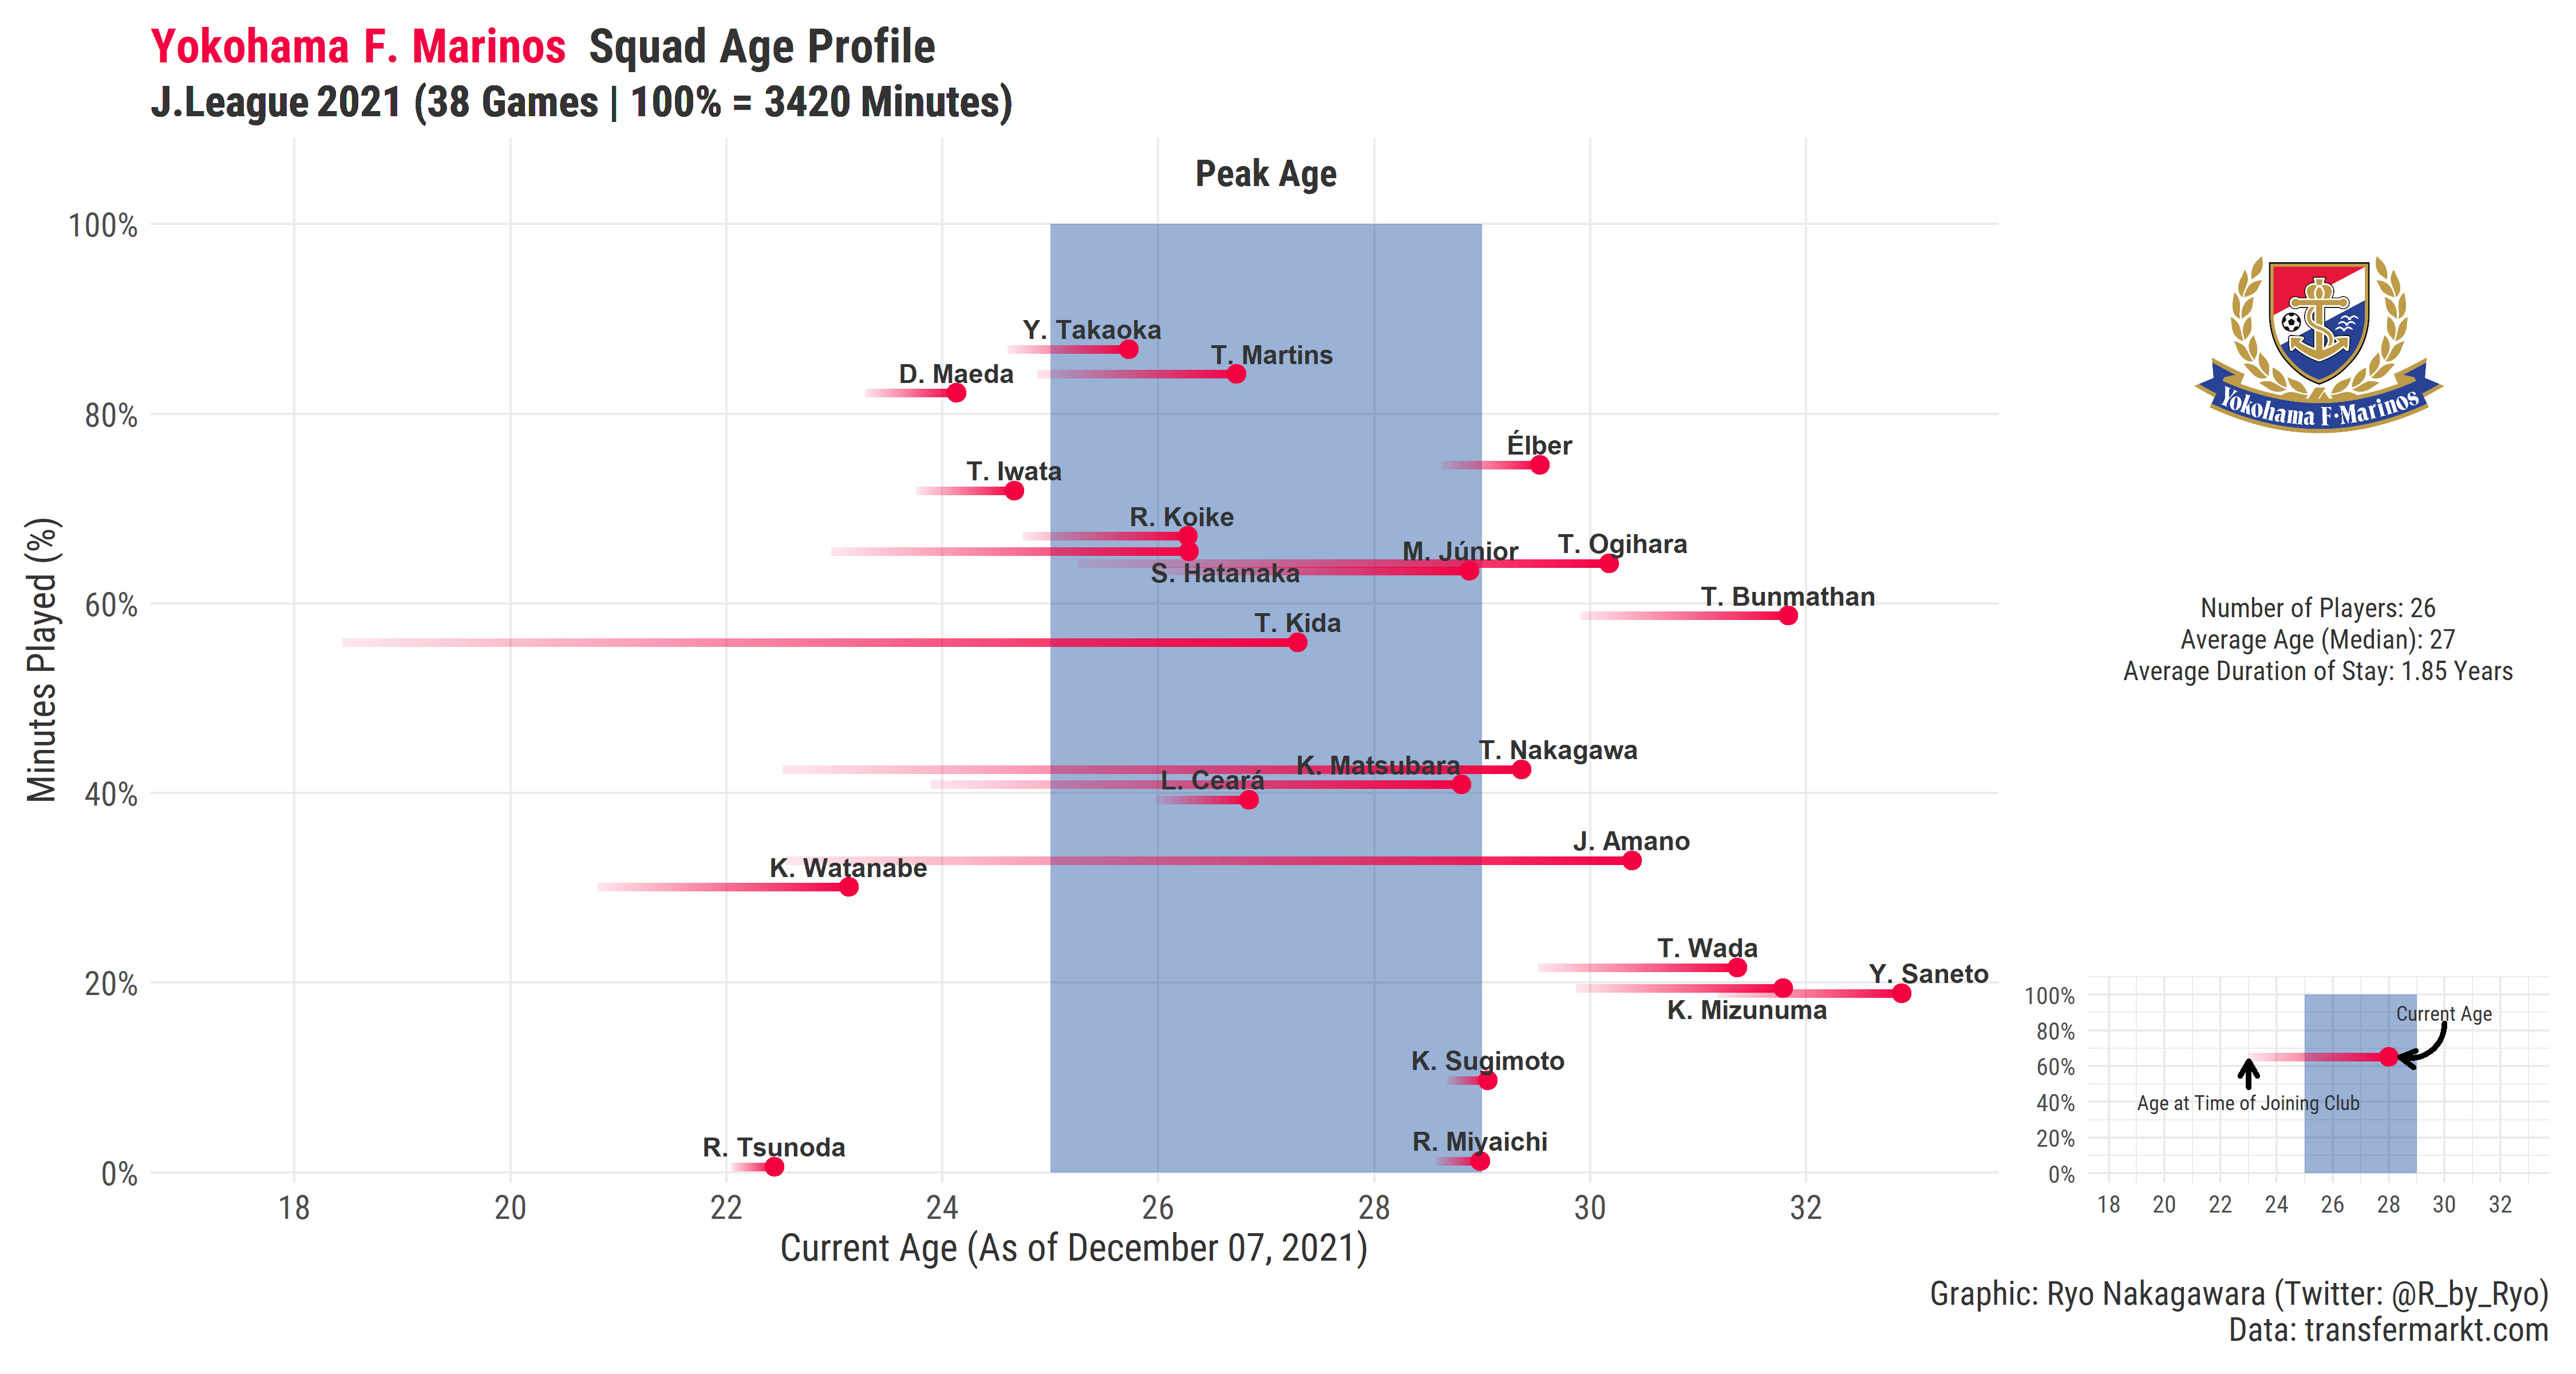 Yokohama F. Marinos Squad Age Profile
J.League 2021 (38 Games | 100% = 3420 Minutes)
Peak Age
100%
80%
60%
40%
20%
0%
Minutes Played (%)
Y. Takaoka
T. Martins
D. Maeda
Élber
T. Iwata
R. Koike
M. Júnior
T. Ogihara
S. Hatanaka
T. Bunmathan
T. Kida
T. Nakagawa
K. Matsubara
L. Ceará
J. Amano
K. Watanabe
T. Wada
Y. Saneto
K. Mizunuma
K. Sugimoto
R. Tsunoda
R. Miyaichi
18 20 22 24 26 28 30 32
Current Age (As of December 07, 2021)
Yokohama F·Marinos
Number of Players: 26
Average Age (Median): 27
Average Duration of Stay: 1.85 Years
100%
80%
60%
40%
20%
0%
Current Age
Age at Time of Joining Club
18 20 22 24 26 28 30 32
Graphic: Ryo Nakagawara (Twitter: @R_by_Ryo)
Data: transfermarkt.com